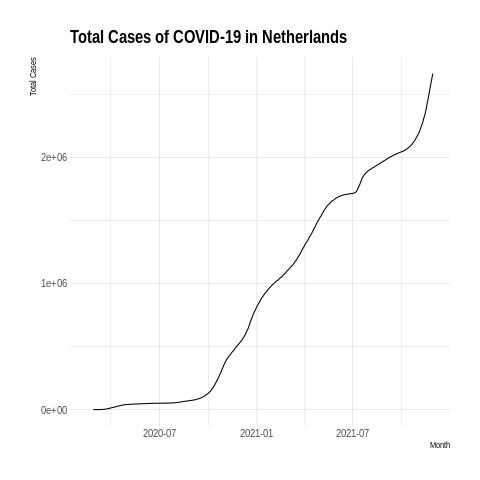 Total Cases of COVID-19 in Netherlands
Total Cases
2e+06
1e+06
0e+00
2020-07 2021-01 2021-07
Month